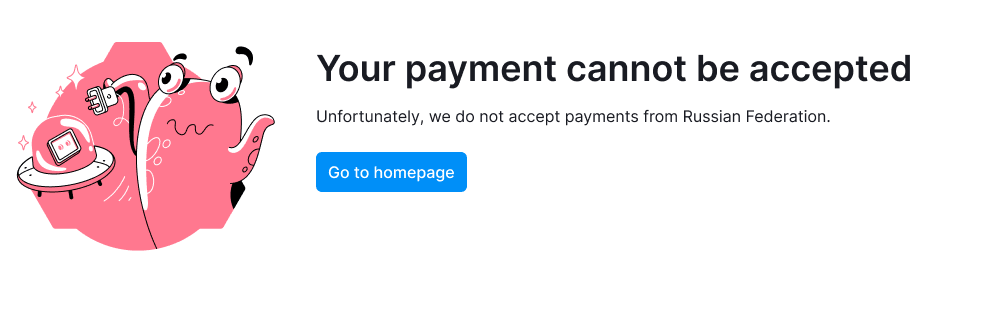 Your payment cannot be accepted
Unfortunately, we do not accept payments from Russian Federation.
Go to homepage